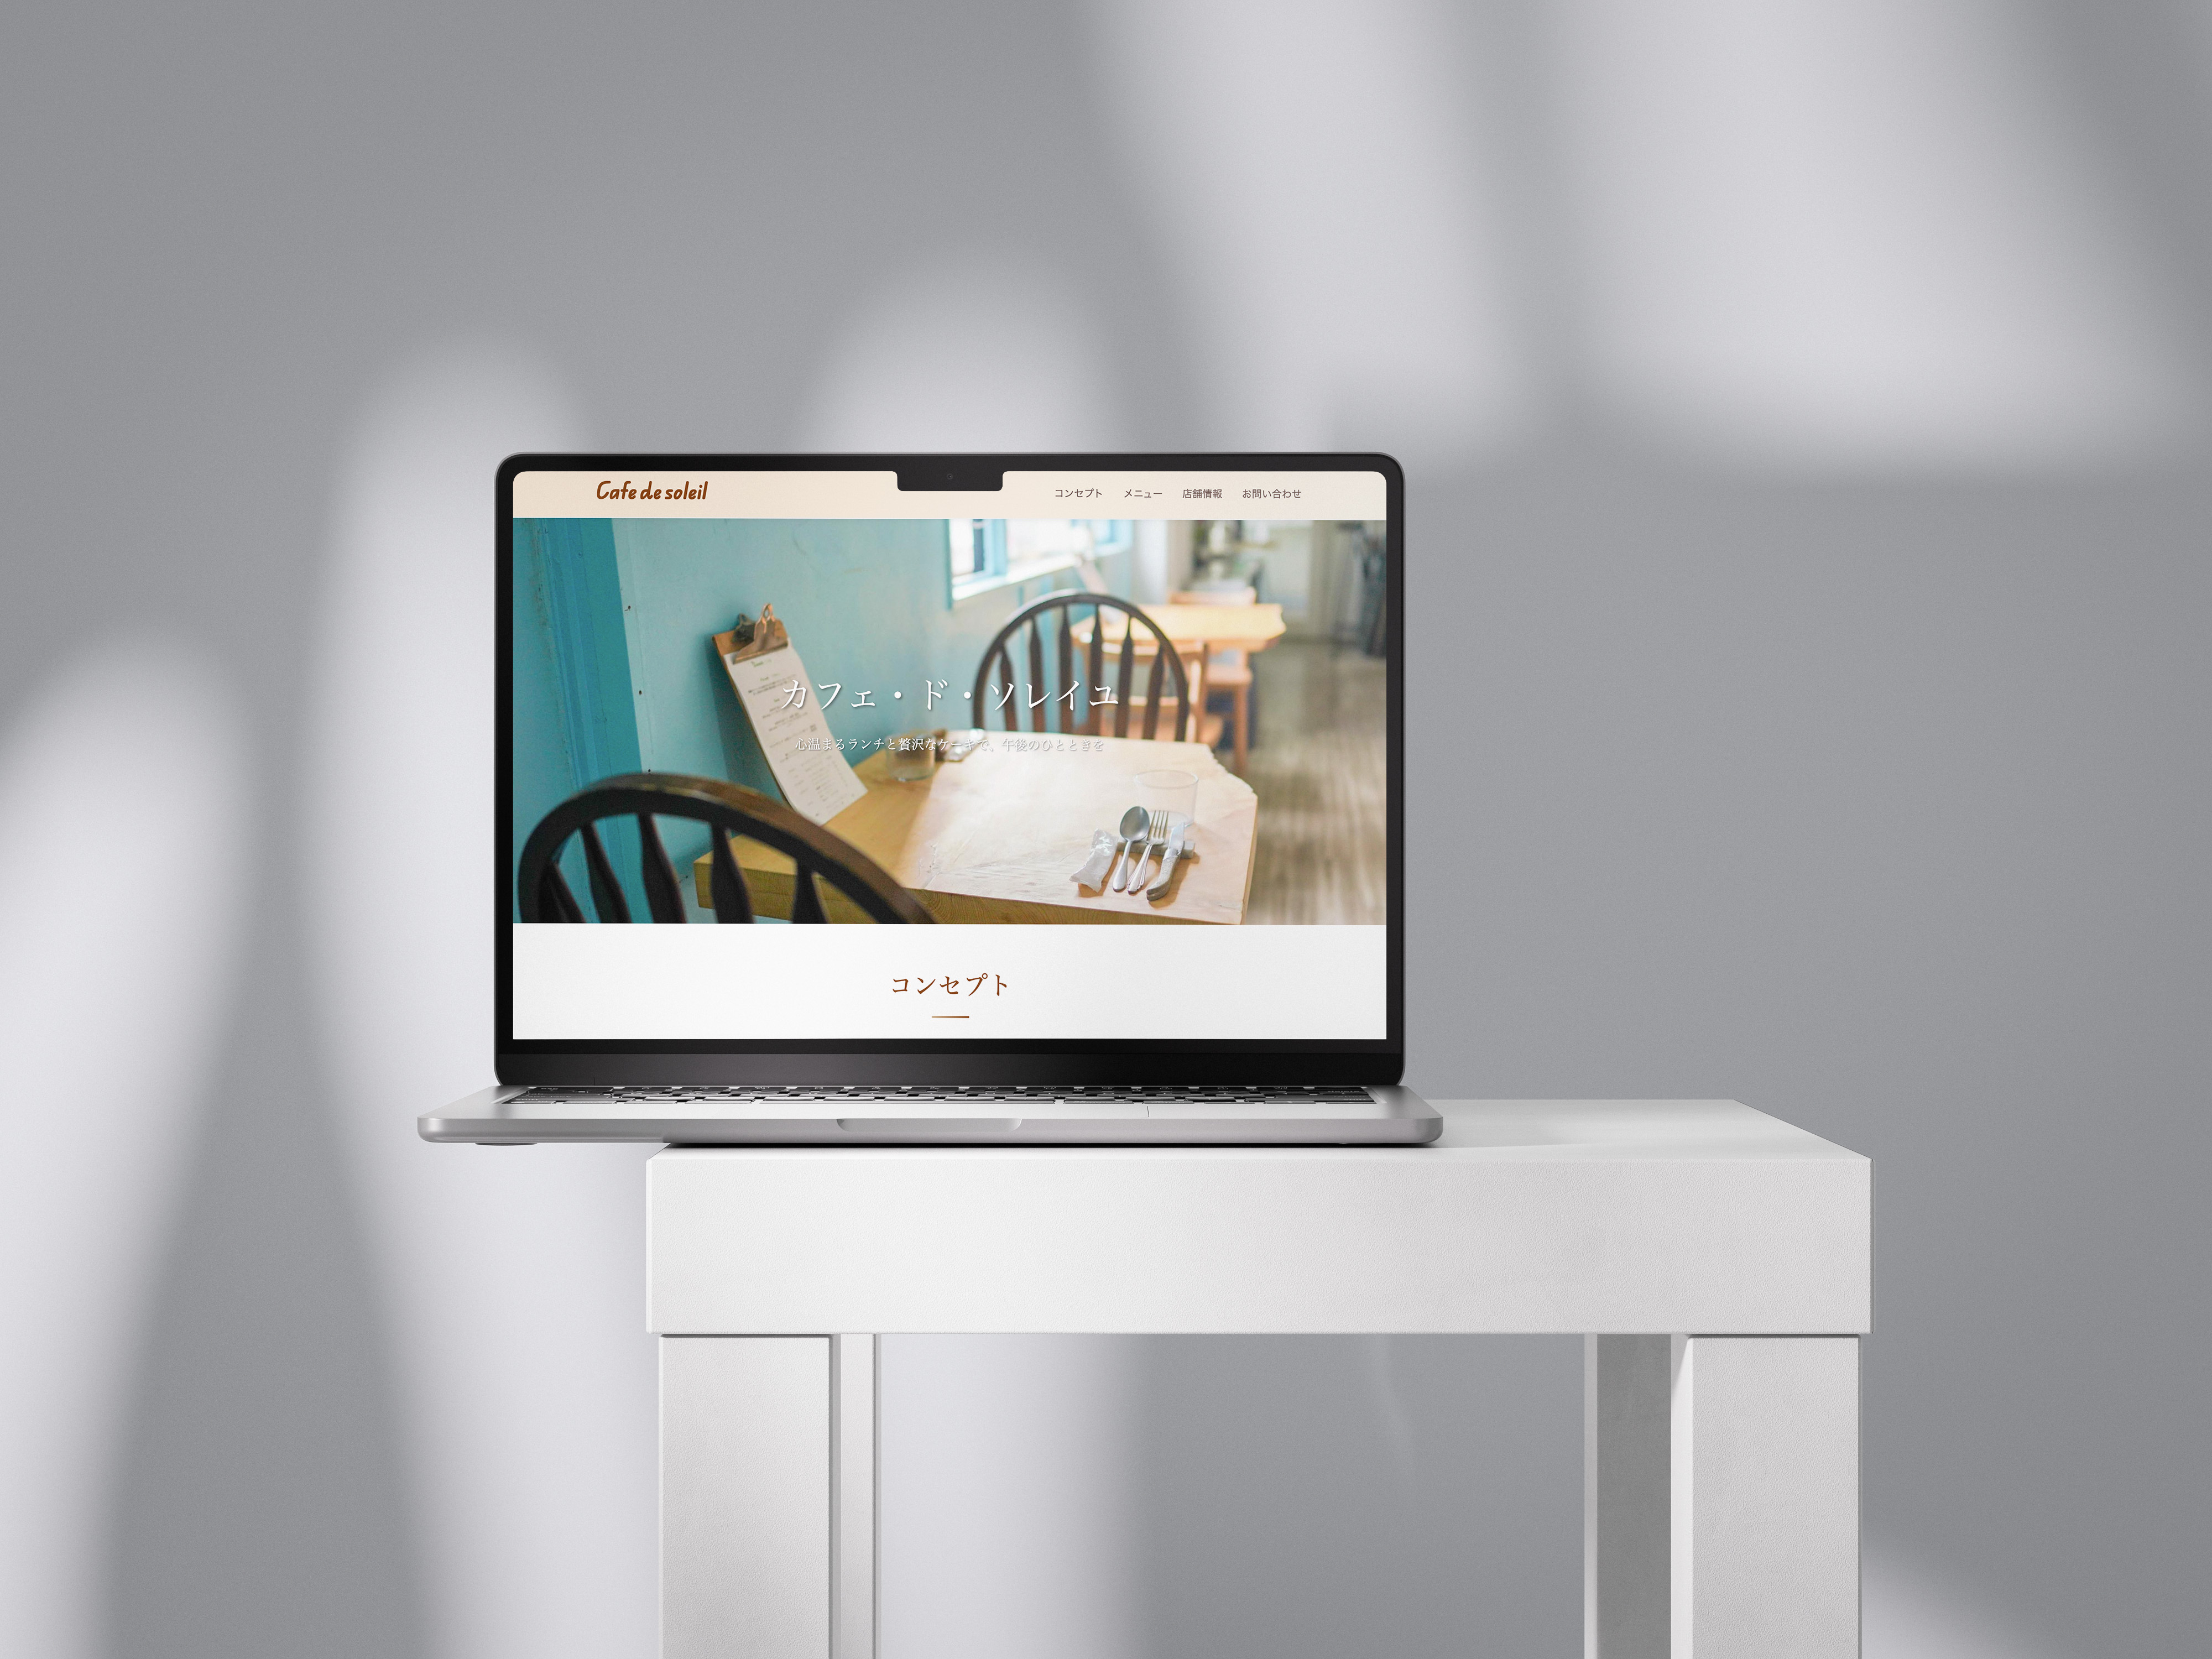 Cafe de soleil
コンセプト メニュー 店舗情報 お問い合わせ
カフェ・ド・ソレイユ
心温まるランチと贅沢なケーキで、午後のひとときを
コンセプト